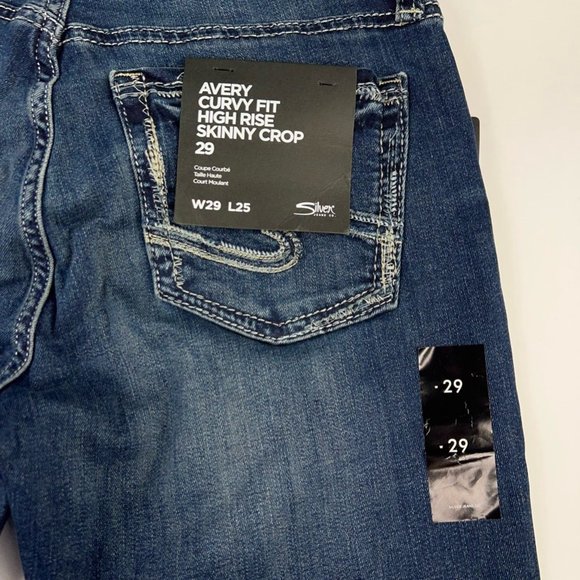 AVERY
CURVY FIT
HIGH RISE
SKINNY CROP
29
Coupe Courbé
Taille Haute
Court Moulant
W29 L25
Silver
JEANS CO.
• 29
• 29